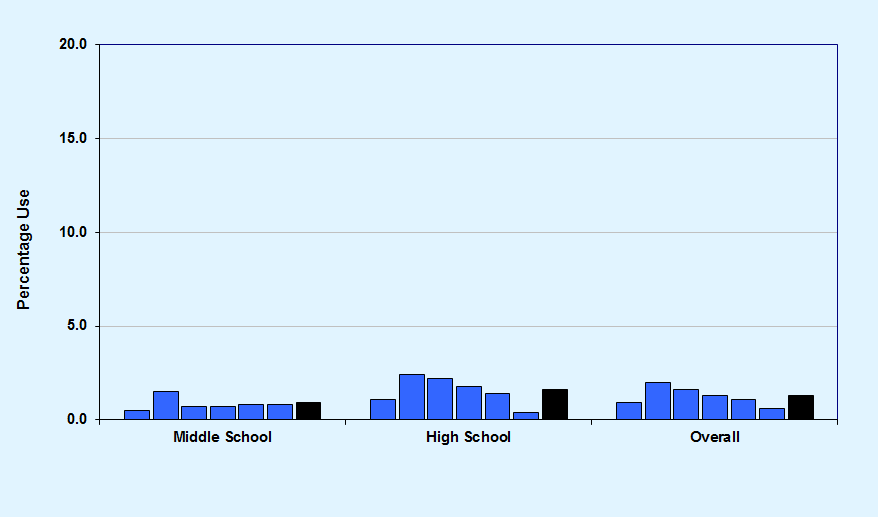 20.0
15.0
10.0
5.0
0.0
Percentage Use
Middle School
High School
Overall